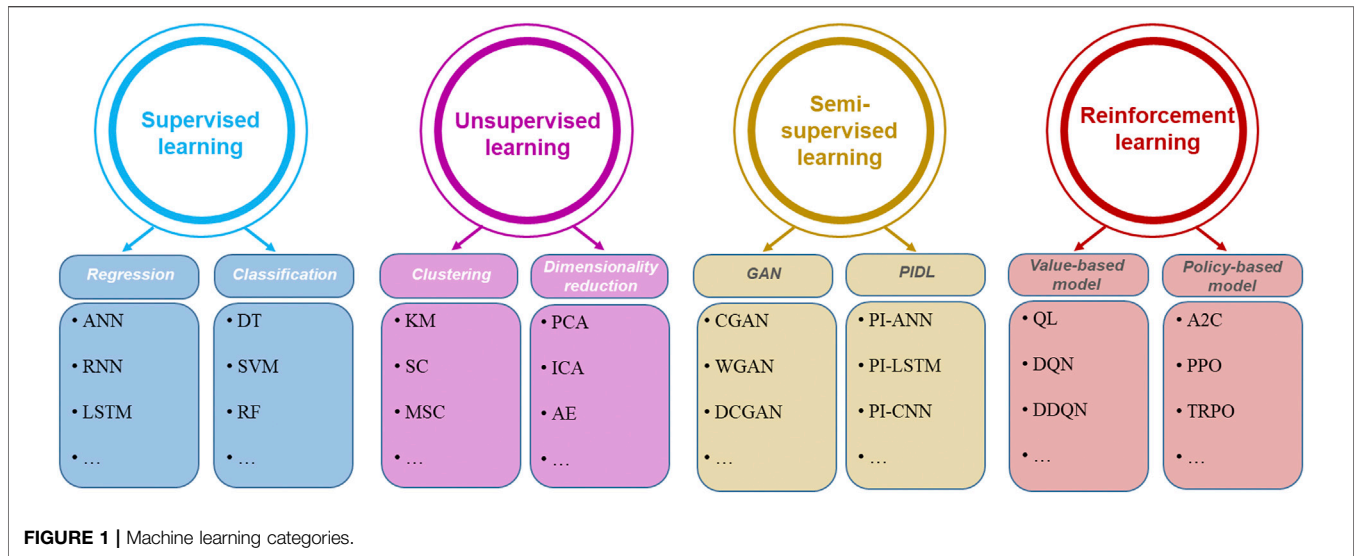 Supervised
learning
Unsupervised
learning
Semi-
supervised
learning
Reinforcement
learning
Regression
Classification
Clustering
Dimensionality
reduction
GAN
PIDL
Value-based
model
Policy-based
model
• ANN
• RNN
• LSTM
• …
• DT
• SVM
• RF
• …
• KM
• SC
• MSC
• …
• PCA
• ICA
• AE
• …
• CGAN
• WGAN
• DCGAN
• …
• PI-ANN
• PI-LSTM
• PI-CNN
• …
• QL
• DQN
• DDQN
• …
• A2C
• PPO
• TRPO
• …
FIGURE 1 | Machine learning categories.